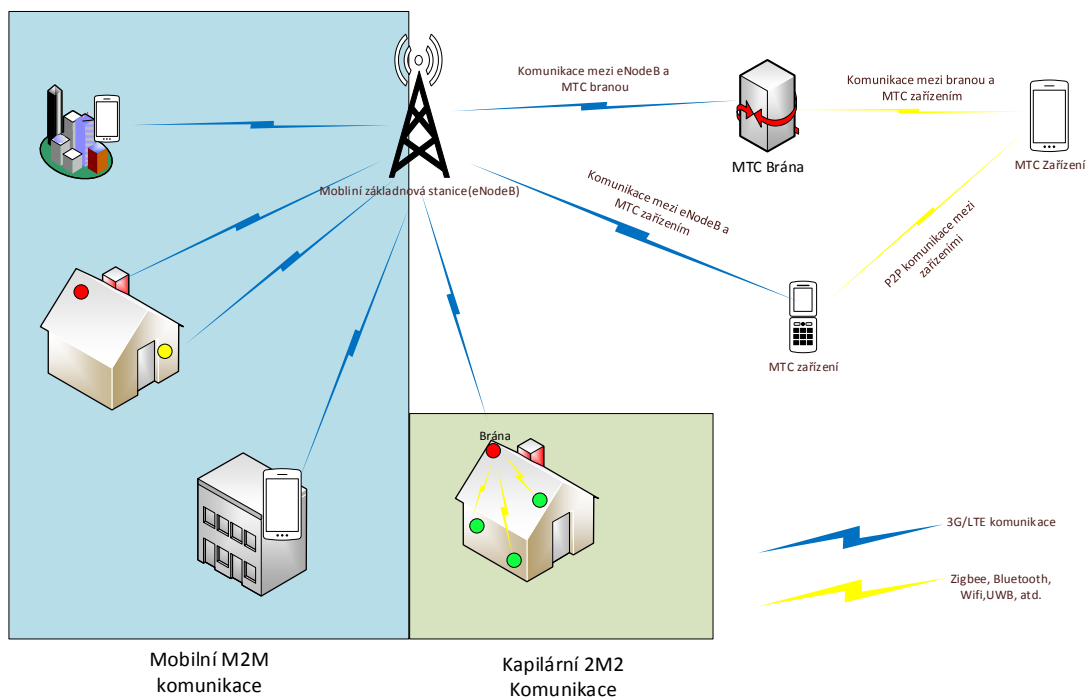 Komunikace mezi eNodeB a
MTC branou
Komunikace mezi branou a
MTC zařízením
MTC Brána
MTC Zařízení
Mobliní základnová stanice(eNodeB)
Komunikace mezi eNodeB a
MTC zařízením
P2P komunikace mezi
zařízeními
MTC zařízení
Brána
3G/LTE komunikace
Zigbee, Bluetooth,
Wifi,UWB, atd.
Mobilní M2M
komunikace
Kapilární 2M2
Komunikace